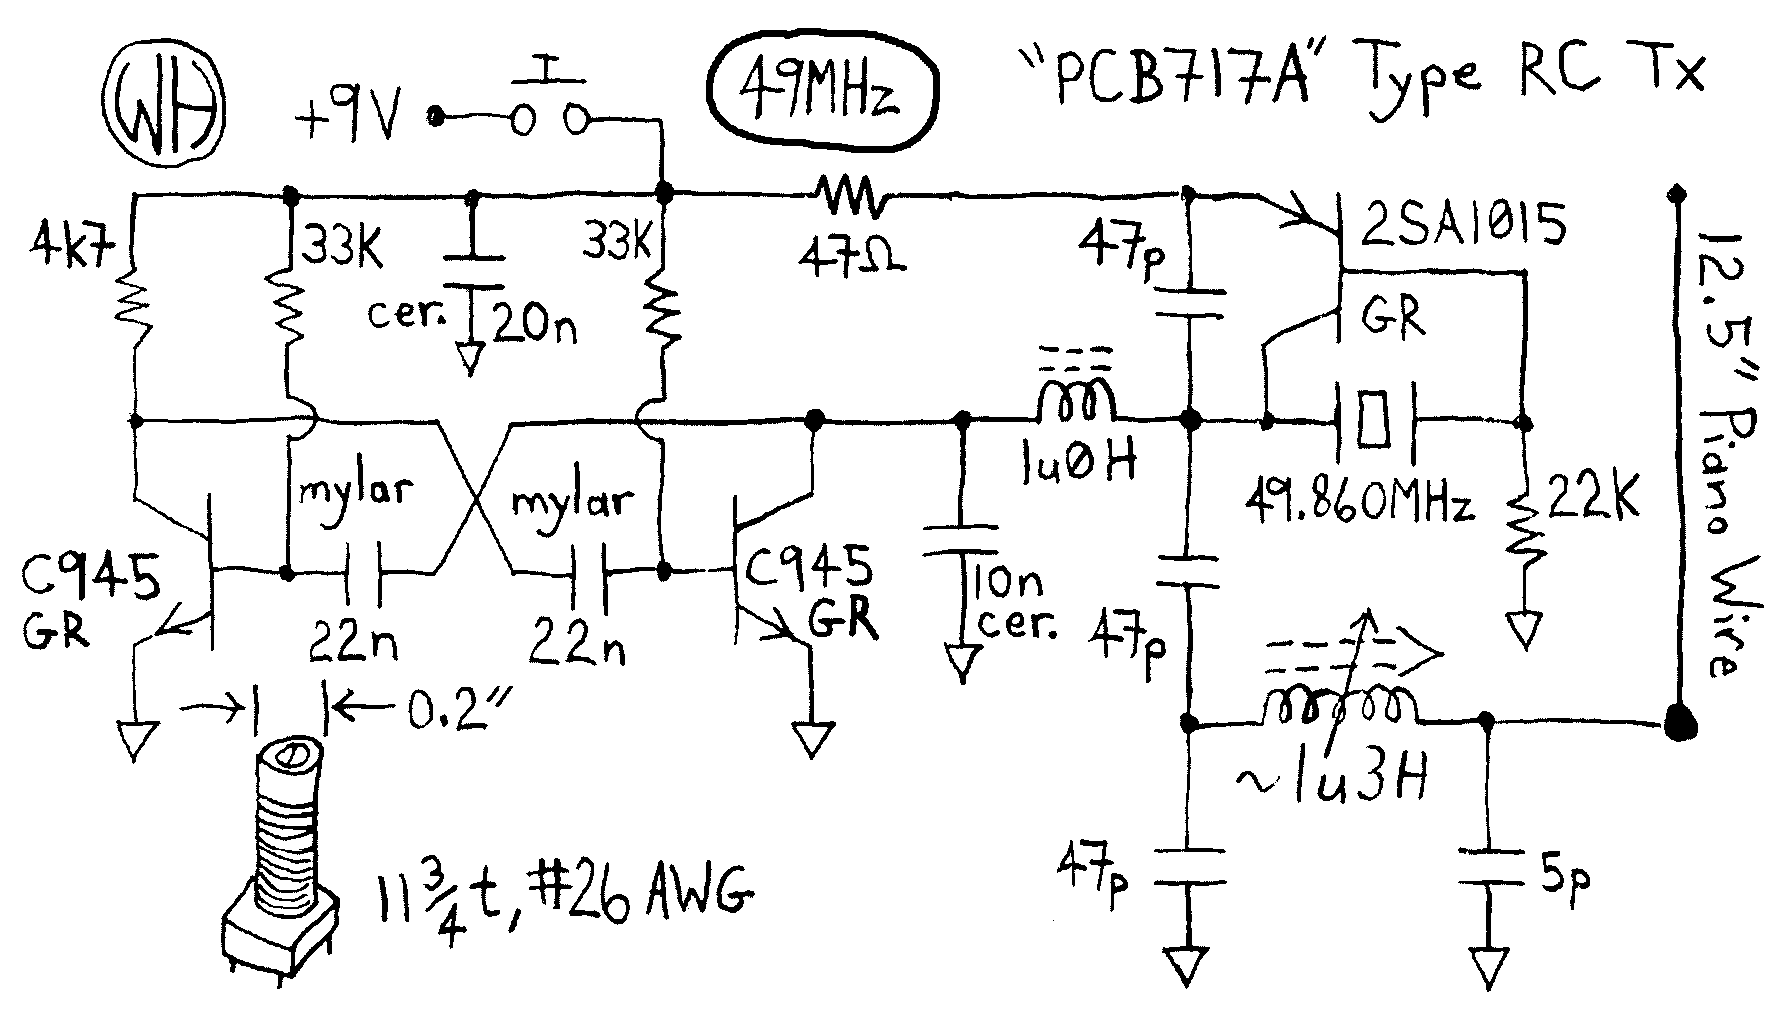 WH
+9V
49MHz
"PCB717A" Type RC Tx
4k7
33K
cer.
20n
33K
47Ω
47p
2SA1015
GR
12.5" Piano Wire
1u0H
49.860MHz
22K
mylar
mylar
C945
GR
22n
22n
C945
GR
10n
cer.
47p
0.2"
~1u3H
11 3/4 t, #26 AWG
47p
5p